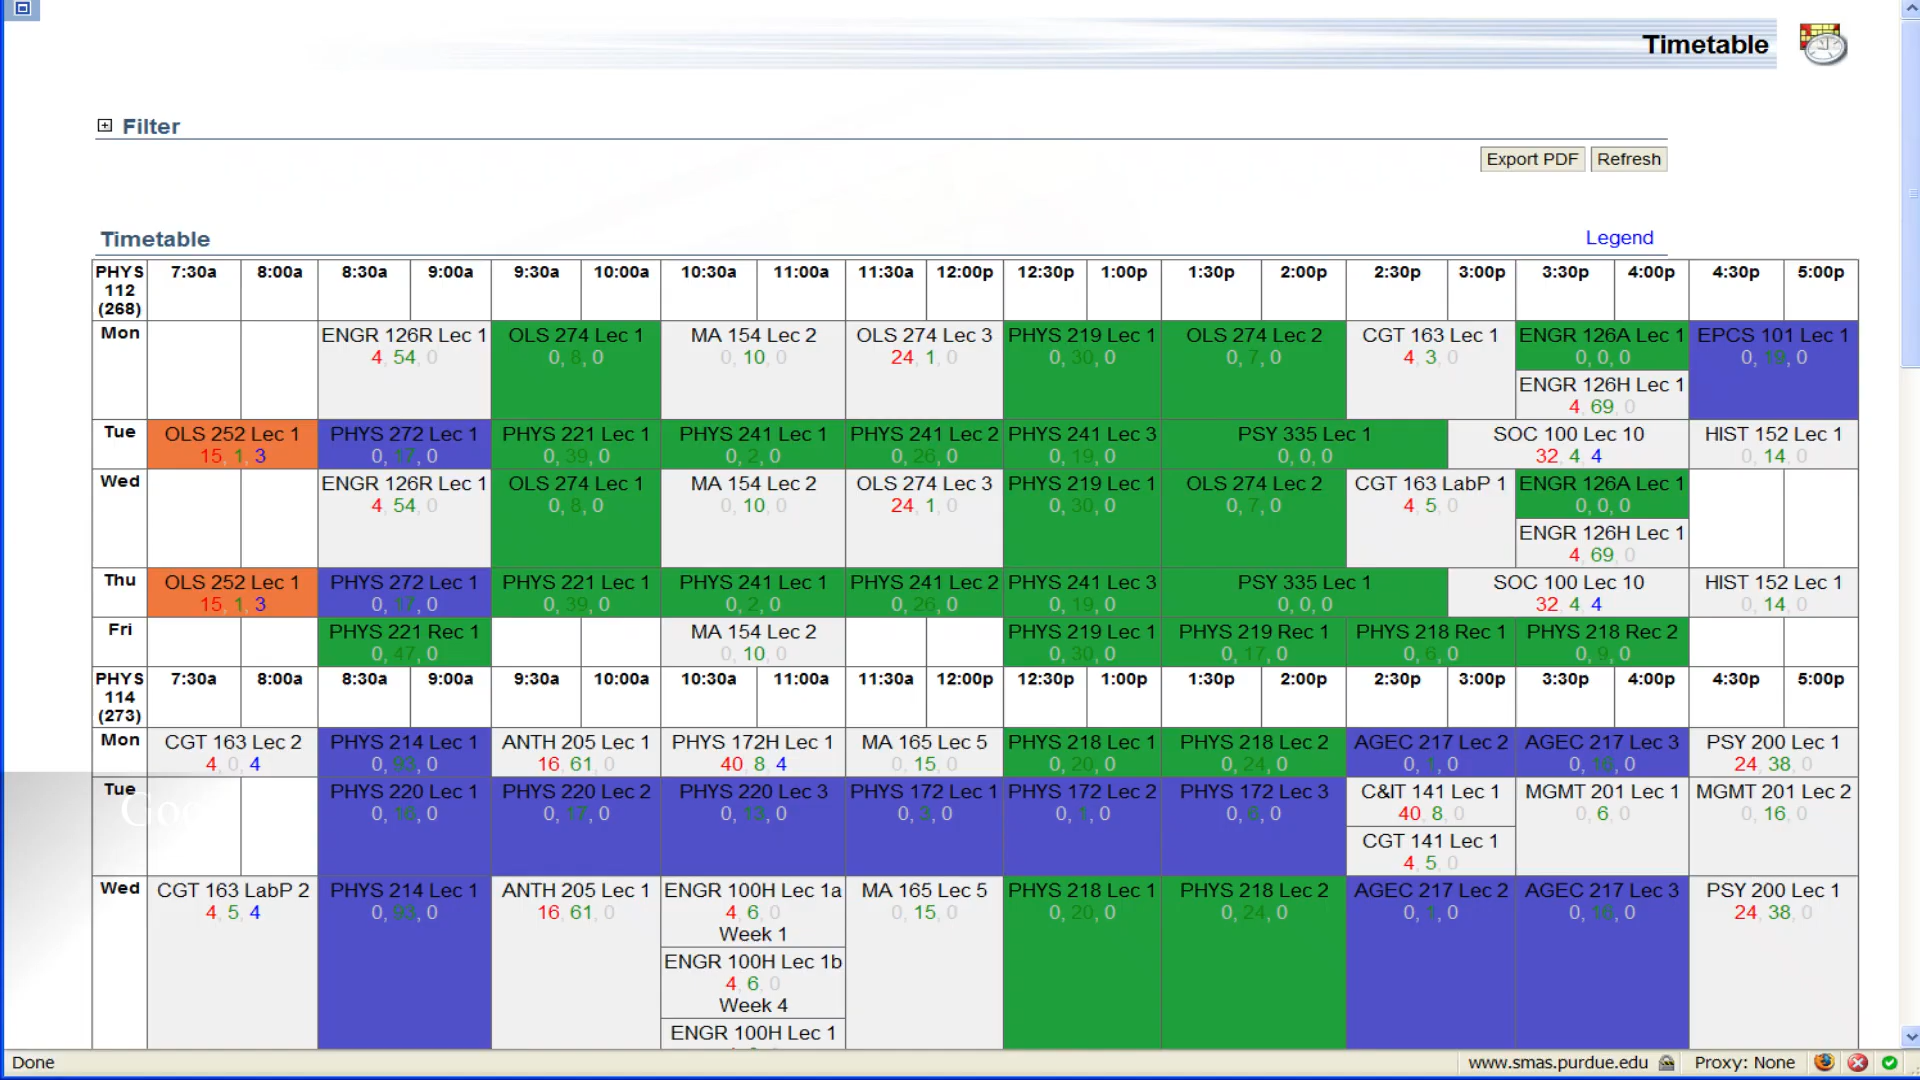 Timetable
Filter
Export PDF Refresh
Timetable Legend
PHYS 112 (268) 7:30a 8:00a 8:30a 9:00a 9:30a 10:00a 10:30a 11:00a 11:30a 12:00p 12:30p 1:00p 1:30p 2:00p 2:30p 3:00p 3:30p 4:00p 4:30p 5:00p
Mon ENGR 126R Lec 1 OLS 274 Lec 1 MA 154 Lec 2 OLS 274 Lec 3 PHYS 219 Lec 1 OLS 274 Lec 2 CGT 163 Lec 1 ENGR 126A Lec 1 EPCS 101 Lec 1
4, 54, 0 0, 8, 0 0, 10, 0 24, 1, 0 0, 30, 0 0, 7, 0 4, 3, 0 0, 0, 0 0, 19, 0
ENGR 126H Lec 1
4, 69, 0
Tue OLS 252 Lec 1 PHYS 272 Lec 1 PHYS 221 Lec 1 PHYS 241 Lec 1 PHYS 241 Lec 2 PHYS 241 Lec 3 PSY 335 Lec 1 SOC 100 Lec 10 HIST 152 Lec 1
15, 1, 3 0, 17, 0 0, 39, 0 0, 2, 0 0, 26, 0 0, 19, 0 0, 0, 0 32, 4, 4 0, 14, 0
Wed ENGR 126R Lec 1 OLS 274 Lec 1 MA 154 Lec 2 OLS 274 Lec 3 PHYS 219 Lec 1 OLS 274 Lec 2 CGT 163 LabP 1 ENGR 126A Lec 1
4, 54, 0 0, 8, 0 0, 10, 0 24, 1, 0 0, 30, 0 0, 7, 0 4, 5, 0 0, 0, 0
ENGR 126H Lec 1
4, 69, 0
Thu OLS 252 Lec 1 PHYS 272 Lec 1 PHYS 221 Lec 1 PHYS 241 Lec 1 PHYS 241 Lec 2 PHYS 241 Lec 3 PSY 335 Lec 1 SOC 100 Lec 10 HIST 152 Lec 1
15, 1, 3 0, 17, 0 0, 39, 0 0, 2, 0 0, 26, 0 0, 19, 0 0, 0, 0 32, 4, 4 0, 14, 0
Fri PHYS 221 Rec 1 MA 154 Lec 2 PHYS 219 Lec 1 PHYS 219 Rec 1 PHYS 218 Rec 1 PHYS 218 Rec 2
0, 47, 0 0, 10, 0 0, 30, 0 0, 17, 0 0, 6, 0 0, 9, 0
PHYS 114 (273) 7:30a 8:00a 8:30a 9:00a 9:30a 10:00a 10:30a 11:00a 11:30a 12:00p 12:30p 1:00p 1:30p 2:00p 2:30p 3:00p 3:30p 4:00p 4:30p 5:00p
Mon CGT 163 Lec 2 PHYS 214 Lec 1 ANTH 205 Lec 1 PHYS 172H Lec 1 MA 165 Lec 5 PHYS 218 Lec 1 PHYS 218 Lec 2 AGEC 217 Lec 2 AGEC 217 Lec 3 PSY 200 Lec 1
4, 0, 4 0, 93, 0 16, 61, 0 40, 8, 4 0, 15, 0 0, 20, 0 0, 24, 0 0, 1, 0 0, 16, 0 24, 38, 0
Tue PHYS 220 Lec 1 PHYS 220 Lec 2 PHYS 220 Lec 3 PHYS 172 Lec 1 PHYS 172 Lec 2 PHYS 172 Lec 3 C&IT 141 Lec 1 MGMT 201 Lec 1 MGMT 201 Lec 2
0, 16, 0 0, 17, 0 0, 13, 0 0, 3, 0 0, 1, 0 0, 6, 0 40, 8, 0 0, 6, 0 0, 16, 0
CGT 141 Lec 1
4, 5, 0
Wed CGT 163 LabP 2 PHYS 214 Lec 1 ANTH 205 Lec 1 ENGR 100H Lec 1a MA 165 Lec 5 PHYS 218 Lec 1 PHYS 218 Lec 2 AGEC 217 Lec 2 AGEC 217 Lec 3 PSY 200 Lec 1
4, 5, 4 0, 93, 0 16, 61, 0 4, 6, 0 0, 15, 0 0, 20, 0 0, 24, 0 0, 1, 0 0, 16, 0 24, 38, 0
Week 1
ENGR 100H Lec 1b
4, 6, 0
Week 4
ENGR 100H Lec 1
Done www.smas.purdue.edu Proxy: None